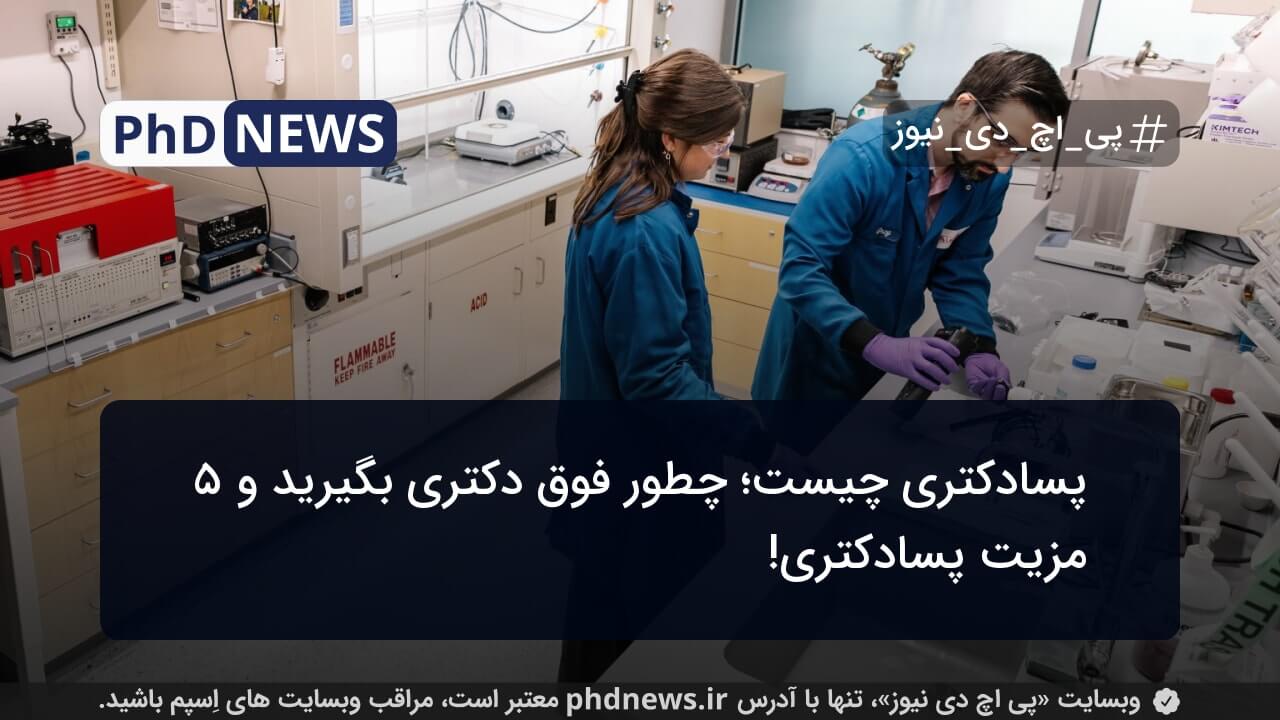 PhD NEWS
#پی_اچ_دی_نیوز
KIMTECH
ACID
FLAMMABLE
KEEP FIRE AWAY
پسادکتری چیست؛ چطور فوق دکتری بگیرید و ۵
مزیت پسادکتری!
وبسایت «پی اچ دی نیوز»، تنها با آدرس phdnews.ir معتبر است، مراقب وبسایت های اِسپم باشید.